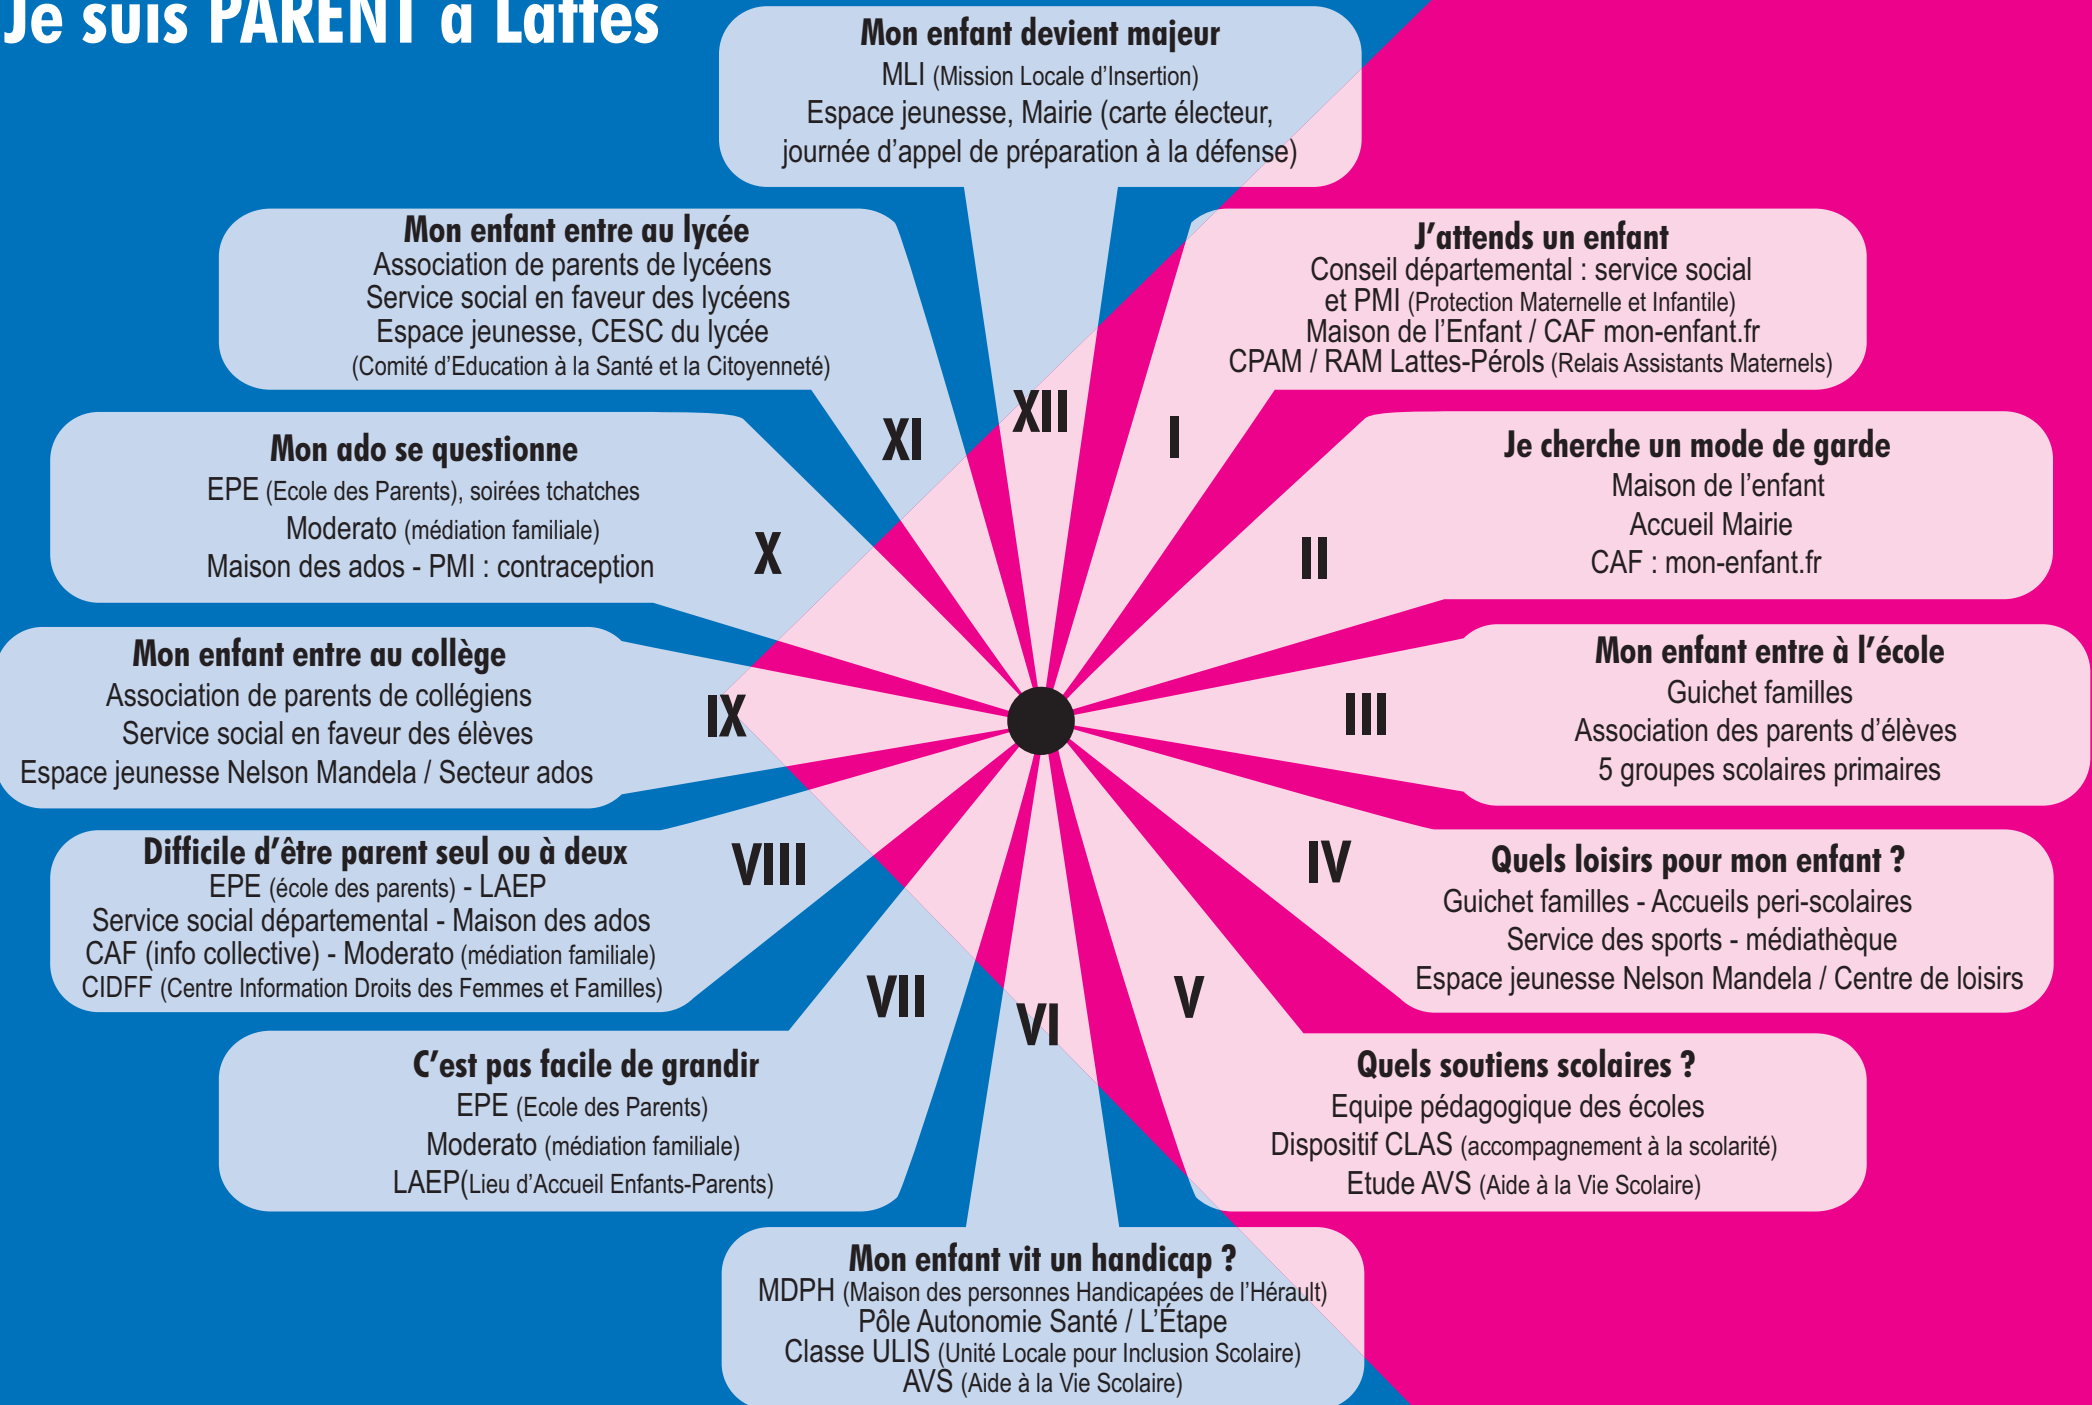 Je suis PARENT à Lattes
Mon enfant devient majeur
MLI (Mission Locale d’Insertion)
Espace jeunesse, Mairie (carte électeur,
journée d’appel de préparation à la défense)
XII
J’attends un enfant
Conseil départemental : service social
et PMI (Protection Maternelle et Infantile)
Maison de l’Enfant / CAF mon-enfant.fr
CPAM / RAM Lattes-Pérols (Relais Assistants Maternels)
I
Je cherche un mode de garde
Maison de l’enfant
Accueil Mairie
CAF : mon-enfant.fr
II
Mon enfant entre à l’école
Guichet familles
Association des parents d’élèves
5 groupes scolaires primaires
III
Quels loisirs pour mon enfant ?
Guichet familles - Accueils peri-scolaires
Service des sports - médiathèque
Espace jeunesse Nelson Mandela / Centre de loisirs
IV
Quels soutiens scolaires ?
Equipe pédagogique des écoles
Dispositif CLAS (accompagnement à la scolarité)
Etude AVS (Aide à la Vie Scolaire)
V
Mon enfant vit un handicap ?
MDPH (Maison des personnes Handicapées de l’Hérault)
Pôle Autonomie Santé / L’Étape
Classe ULIS (Unité Locale pour Inclusion Scolaire)
AVS (Aide à la Vie Scolaire)
VI
C’est pas facile de grandir
EPE (Ecole des Parents)
Moderato (médiation familiale)
LAEP(Lieu d’Accueil Enfants-Parents)
VII
Difficile d’être parent seul ou à deux
EPE (école des parents) - LAEP
Service social départemental - Maison des ados
CAF (info collective) - Moderato (médiation familiale)
CIDFF (Centre Information Droits des Femmes et Familles)
VIII
Mon enfant entre au collège
Association de parents de collégiens
Service social en faveur des élèves
Espace jeunesse Nelson Mandela / Secteur ados
IX
Mon ado se questionne
EPE (Ecole des Parents), soirées tchatches
Moderato (médiation familiale)
Maison des ados - PMI : contraception
X
Mon enfant entre au lycée
Association de parents de lycéens
Service social en faveur des lycéens
Espace jeunesse, CESC du lycée
(Comité d’Education à la Santé et la Citoyenneté)
XI